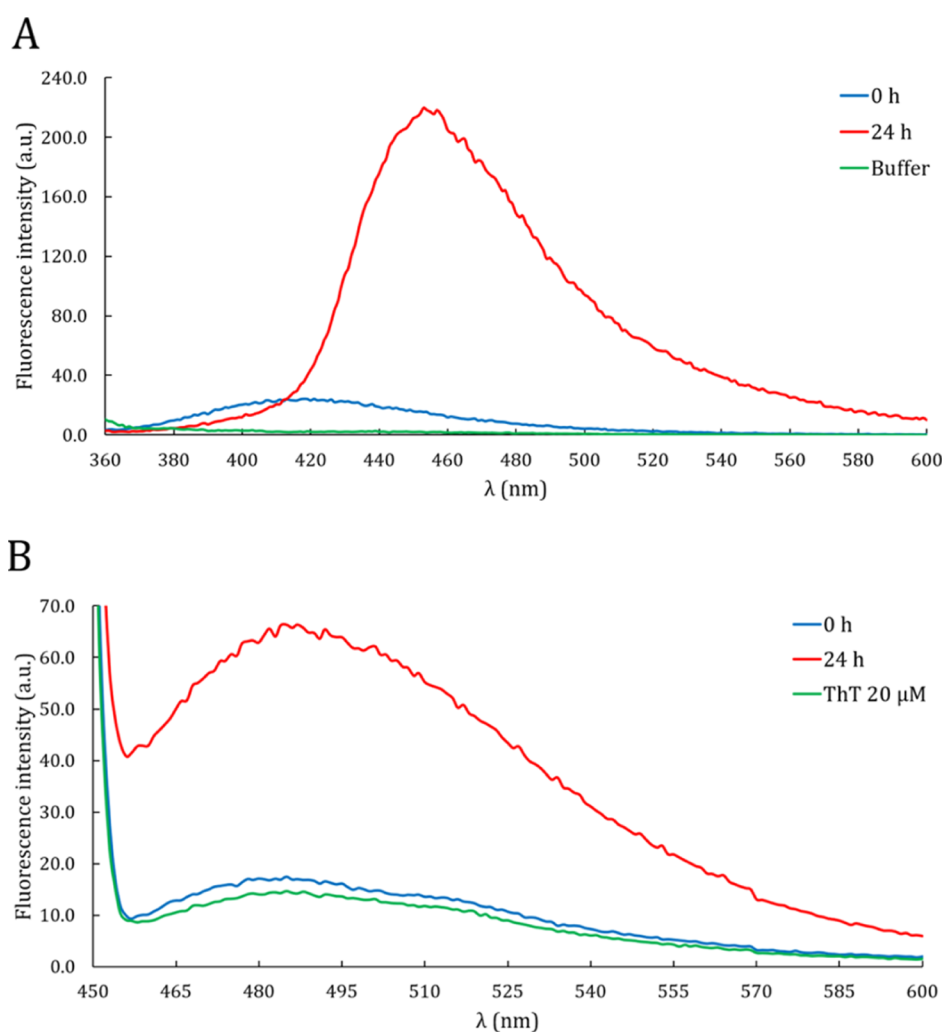 A
Fluorescence intensity (a.u.)
240.0
200.0
160.0
120.0
80.0
40.0
0.0
360 380 400 420 440 460 480 500 520 540 560 580 600
λ (nm)
0 h
24 h
Buffer
B
Fluorescence intensity (a.u.)
70.0
60.0
50.0
40.0
30.0
20.0
10.0
0.0
450 465 480 495 510 525 540 555 570 585 600
λ (nm)
0 h
24 h
ThT 20 μM